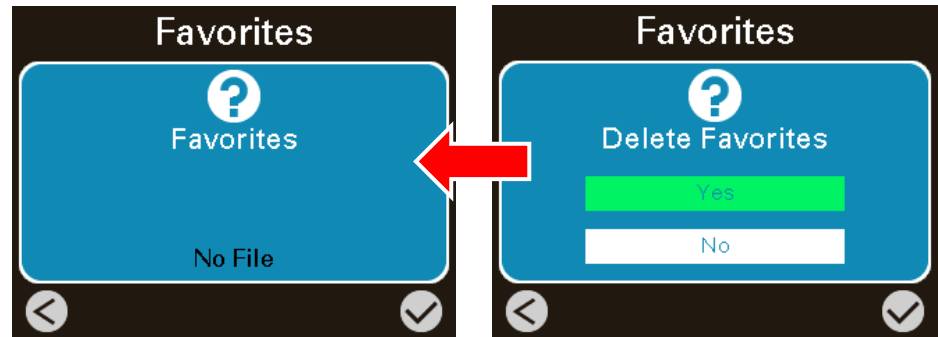 Favorites
?
Favorites
No File
Favorites
?
Delete Favorites
Yes
No